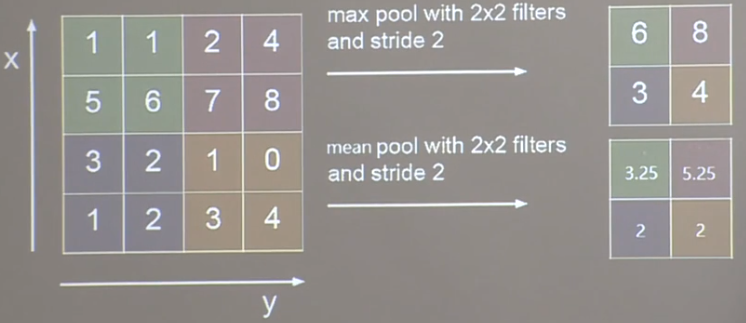 max pool with 2x2 filters
and stride 2
X
1 1 2 4
5 6 7 8
3 2 1 0
1 2 3 4
y
6 8
3 4
mean pool with 2x2 filters
and stride 2
3.25 5.25
2 2